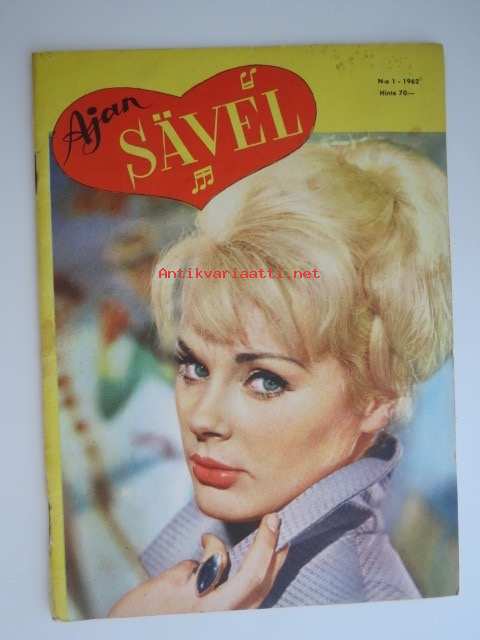 Ajan
SÄVEL
N:o 1 - 1962
Hinta 70:—
Antikvariaatti.net